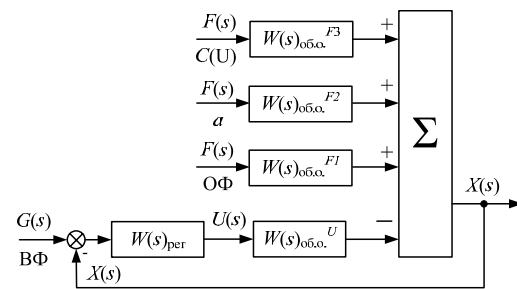 F(s) W(s)об.о.^F3 +
C(U)
F(s) W(s)об.о.^F2 +
a
Σ
F(s) W(s)об.о.^F1 +
ОФ
X(s)
G(s) W(s)рег U(s) W(s)об.о.^U −
ВФ
-
X(s)